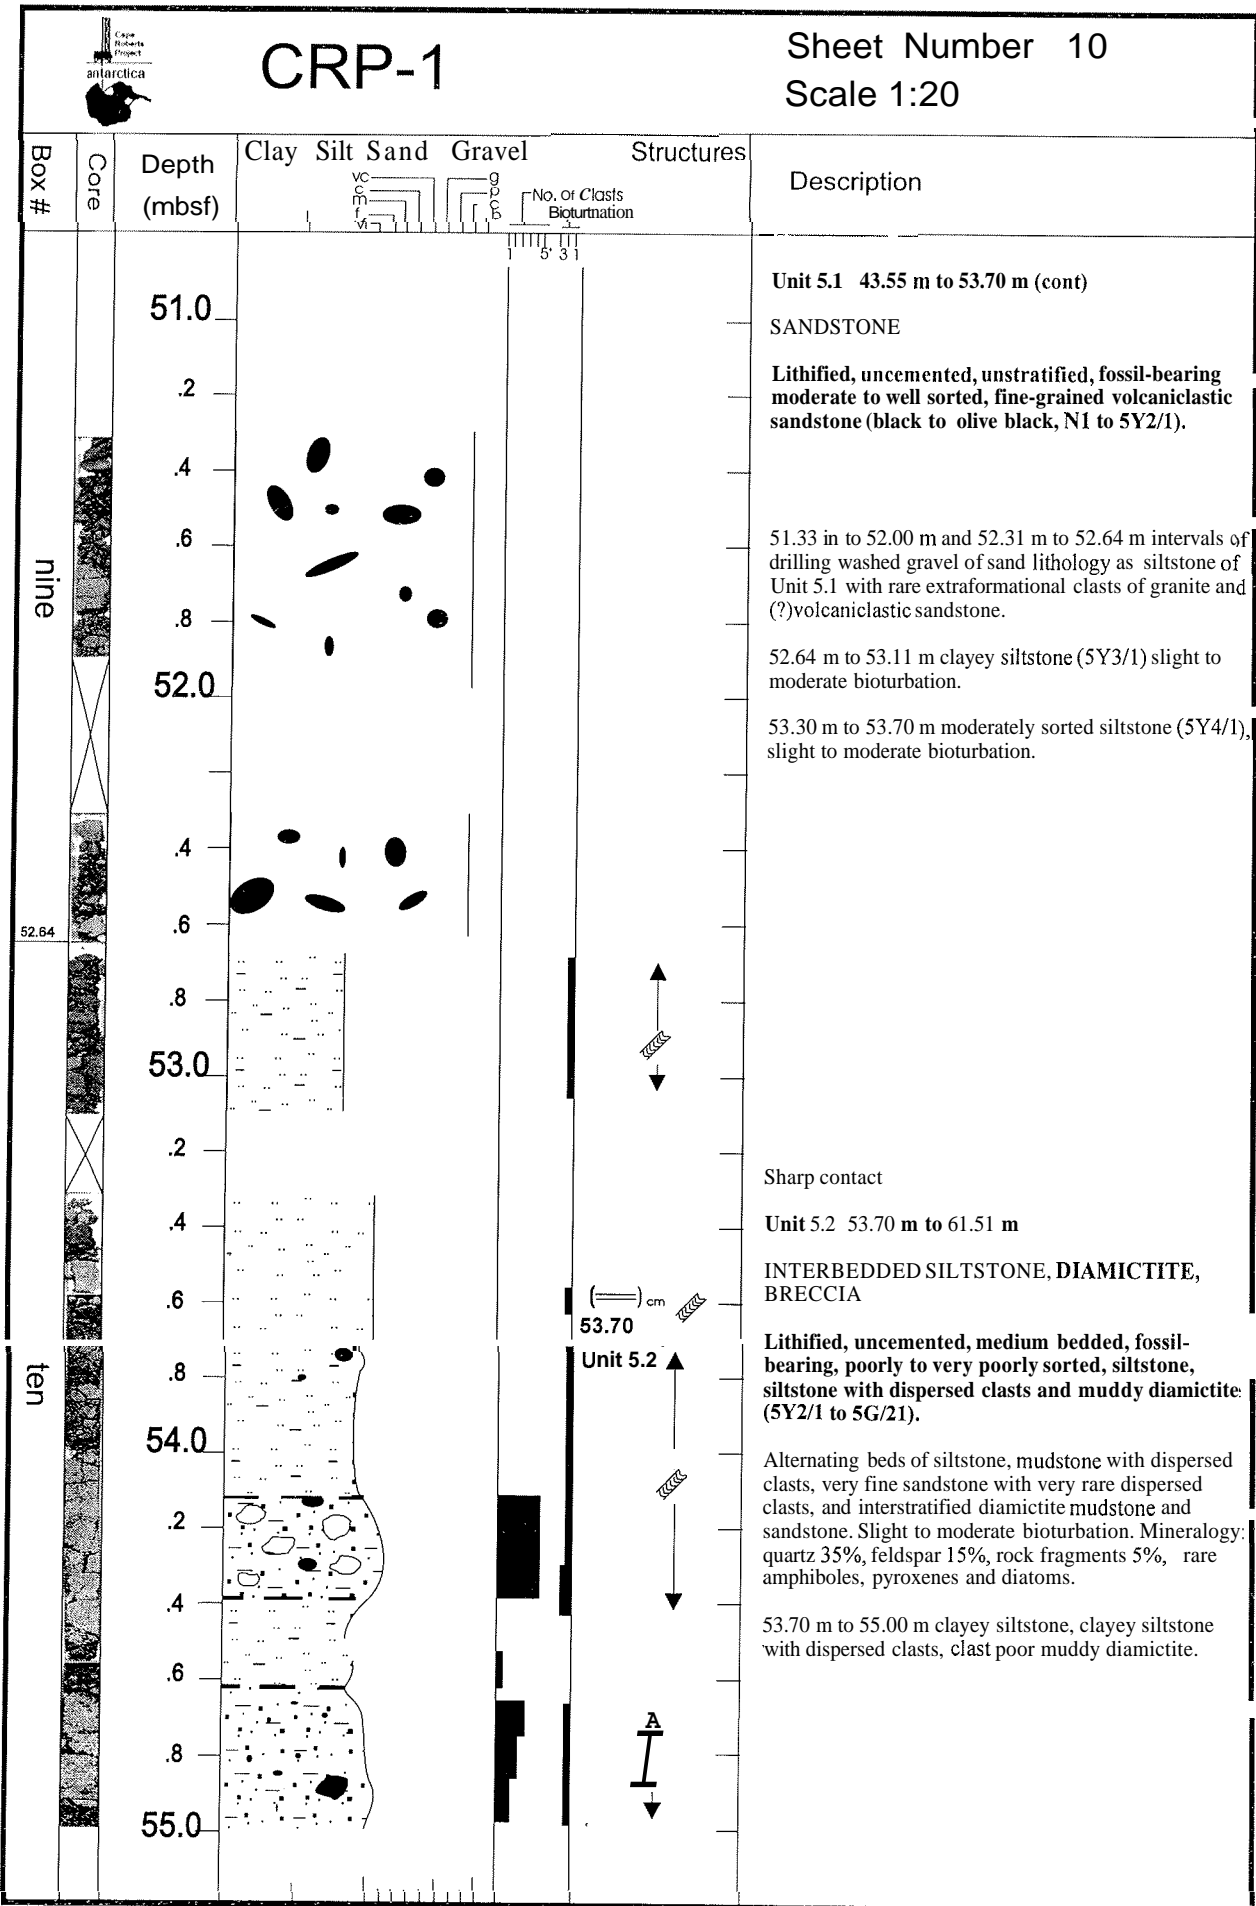 Cape
Roberts
Project
antarctica
CRP-1
Sheet Number 10
Scale 1:20
Box #
Core
Depth
(mbsf)
Clay Silt Sand Gravel
vc
c
m
f
vf
g
p
c
b
No. Of Clasts
Bioturtnation
1 5' 3 1
Structures
Description
51.0
.2
.4
.6
.8
52.0
.4
.6
.8
53.0
.2
.4
.6
.8
54.0
.2
.4
.6
.8
55.0
nine
52.64
ten
cm
53.70
Unit 5.2
A
Unit 5.1 43.55 m to 53.70 m (cont)
SANDSTONE
Lithified, uncemented, unstratified, fossil-bearing
moderate to well sorted, fine-grained volcaniclastic
sandstone (black to olive black, N1 to 5Y2/1).
51.33 in to 52.00 m and 52.31 m to 52.64 m intervals of
drilling washed gravel of sand lithology as siltstone of
Unit 5.1 with rare extraformational clasts of granite and
(?)volcaniclastic sandstone.
52.64 m to 53.11 m clayey siltstone (5Y3/1) slight to
moderate bioturbation.
53.30 m to 53.70 m moderately sorted siltstone (5Y4/1),
slight to moderate bioturbation.
Sharp contact
Unit 5.2 53.70 m to 61.51 m
INTERBEDDED SILTSTONE, DIAMICTITE,
BRECCIA
Lithified, uncemented, medium bedded, fossil-
bearing, poorly to very poorly sorted, siltstone,
siltstone with dispersed clasts and muddy diamictite
(5Y2/1 to 5G/21).
Alternating beds of siltstone, mudstone with dispersed
clasts, very fine sandstone with very rare dispersed
clasts, and interstratified diamictite mudstone and
sandstone. Slight to moderate bioturbation. Mineralogy:
quartz 35%, feldspar 15%, rock fragments 5%, rare
amphiboles, pyroxenes and diatoms.
53.70 m to 55.00 m clayey siltstone, clayey siltstone
with dispersed clasts, clast poor muddy diamictite.